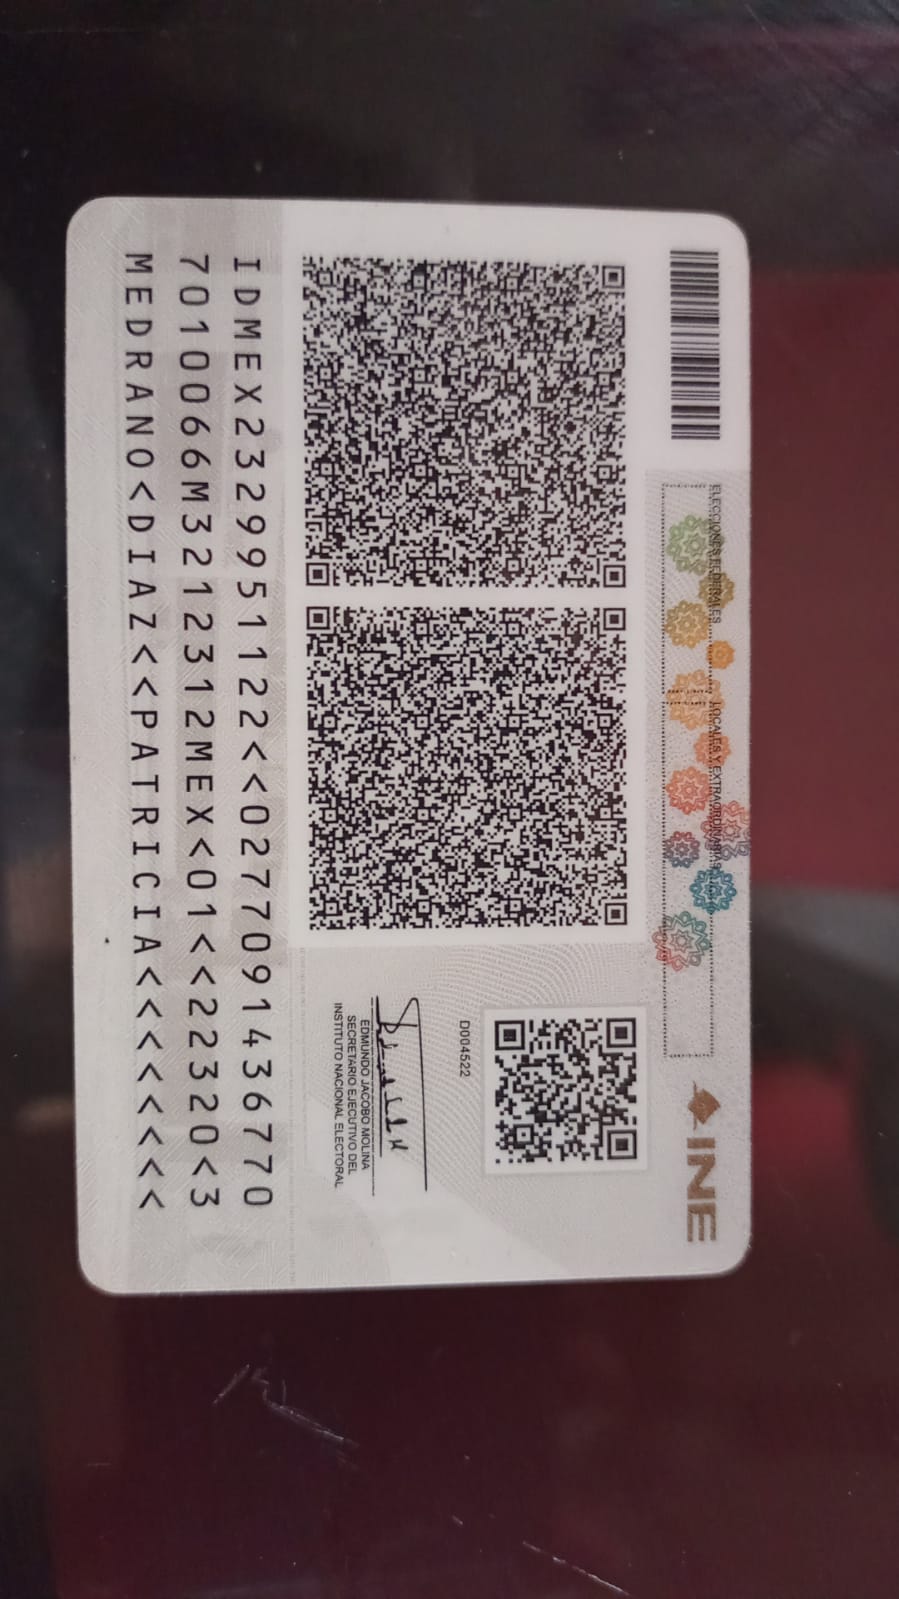 ELECCIONES FEDERALES
LOCALES Y EXTRAORDINARIAS
INE
D004522
EDMUNDO JACOBO MOLINA
SECRETARIO EJECUTIVO DEL
INSTITUTO NACIONAL ELECTORAL
IDMEX2329951122<<0277091436770
7010066M3212312MEX<01<<22320<3
MEDRANO<DIAZ<<PATRICIA<<<<<<<<